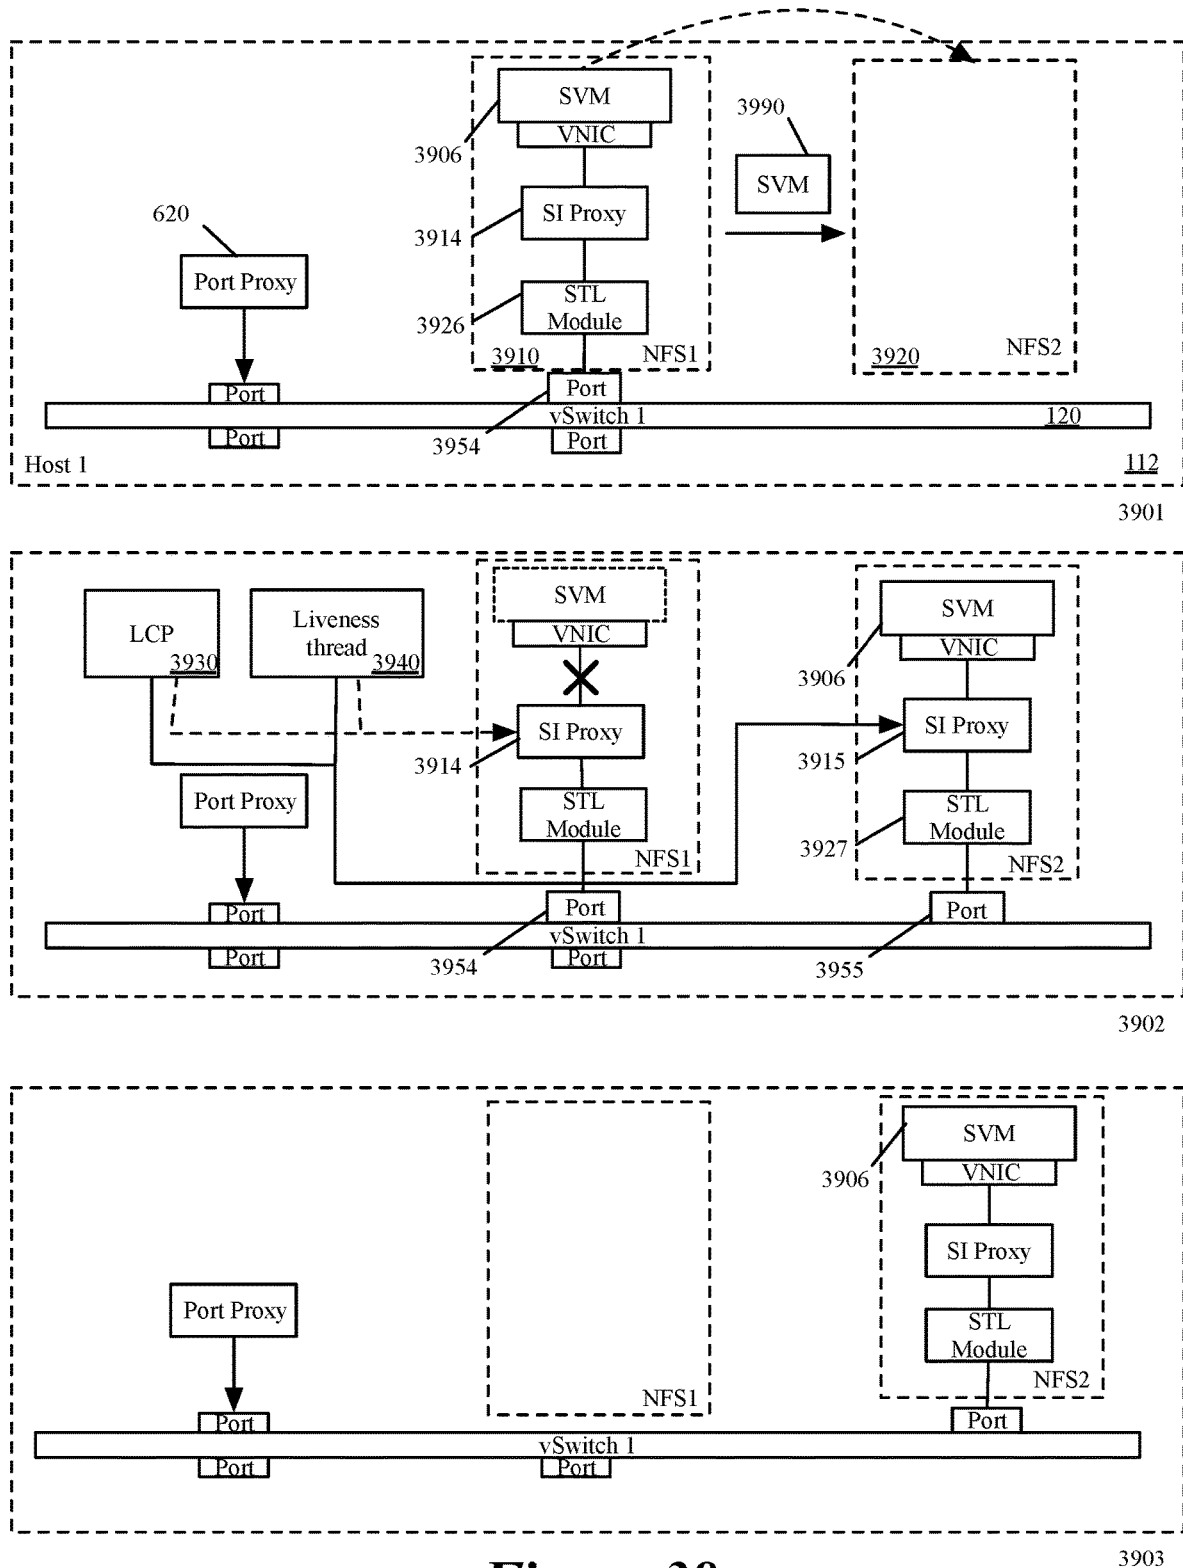 SVM
VNIC
3906
SI Proxy
3914
STL
Module
3926
3910
NFS1
3990
SVM
3920
NFS2
620
Port Proxy
Port
Port
vSwitch 1
120
Port
3954
Port
Host 1
112
3901
LCP
3930
Liveness
thread
3940
SVM
VNIC
SI Proxy
3914
STL
Module
NFS1
SVM
VNIC
3906
SI Proxy
3915
STL
Module
3927
NFS2
Port Proxy
Port
Port
Port
vSwitch 1
Port
3954
Port
3955
3902
SVM
VNIC
3906
SI Proxy
STL
Module
NFS2
NFS1
Port Proxy
Port
Port
vSwitch 1
Port
Port
3903